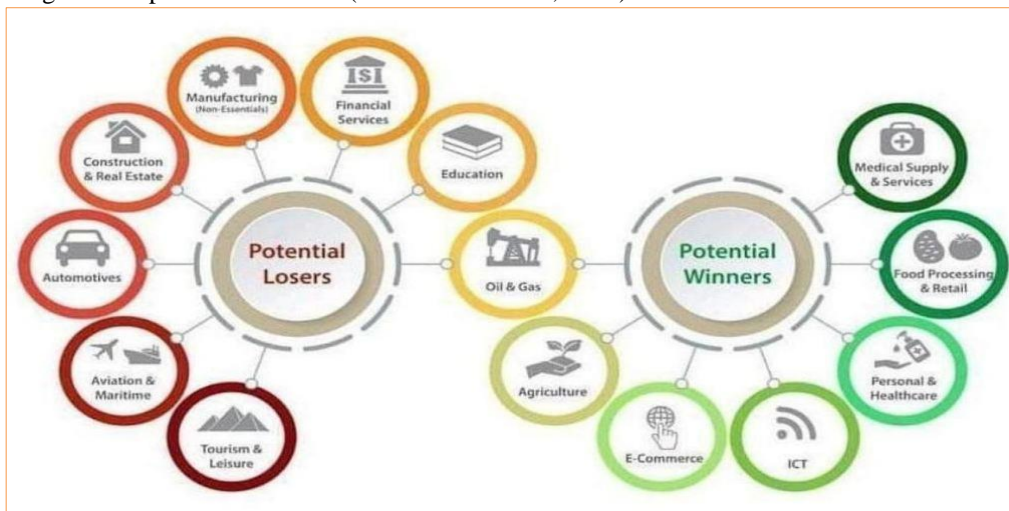 Manufacturing
(Non-Essentials)
Financial
Services
Construction
& Real Estate
Education
Medical Supply
& Services
Automotives
Potential
Losers
Oil & Gas
Potential
Winners
Food Processing
& Retail
Aviation &
Maritime
Agriculture
Personal &
Healthcare
Tourism &
Leisure
E-Commerce
ICT